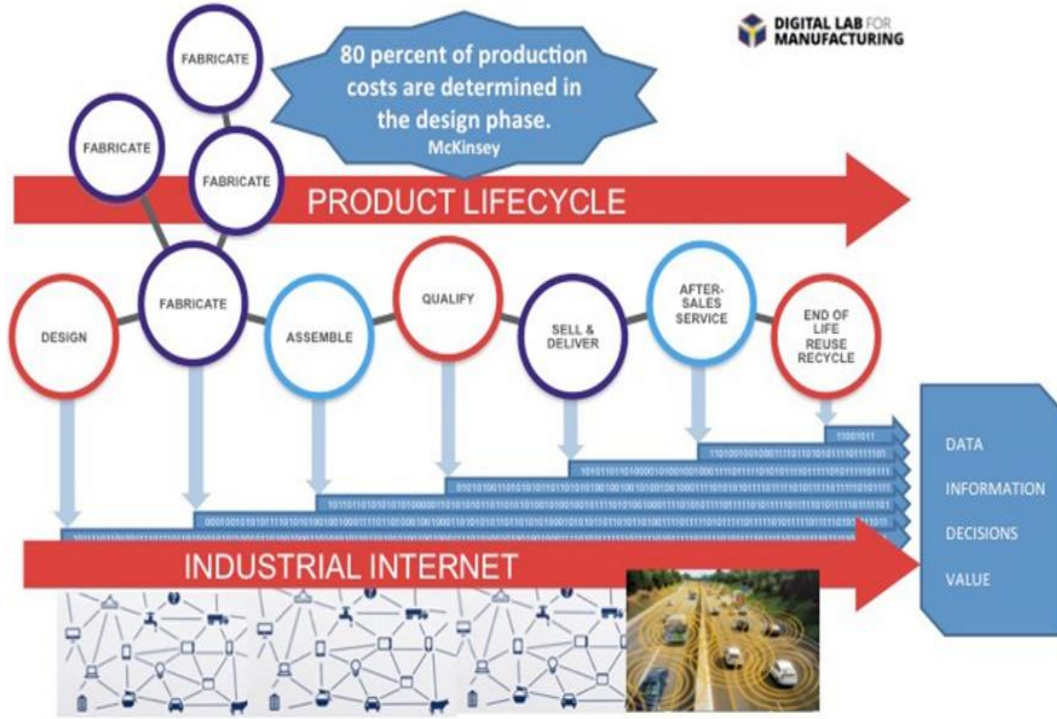 DIGITAL LAB FOR
MANUFACTURING
80 percent of production
costs are determined in
the design phase.
McKinsey
FABRICATE
FABRICATE
FABRICATE
PRODUCT LIFECYCLE
DESIGN
FABRICATE
ASSEMBLE
QUALIFY
SELL &
DELIVER
AFTER-
SALES
SERVICE
END OF
LIFE
REUSE
RECYCLE
11001011
DATA
INFORMATION
DECISIONS
VALUE
INDUSTRIAL INTERNET